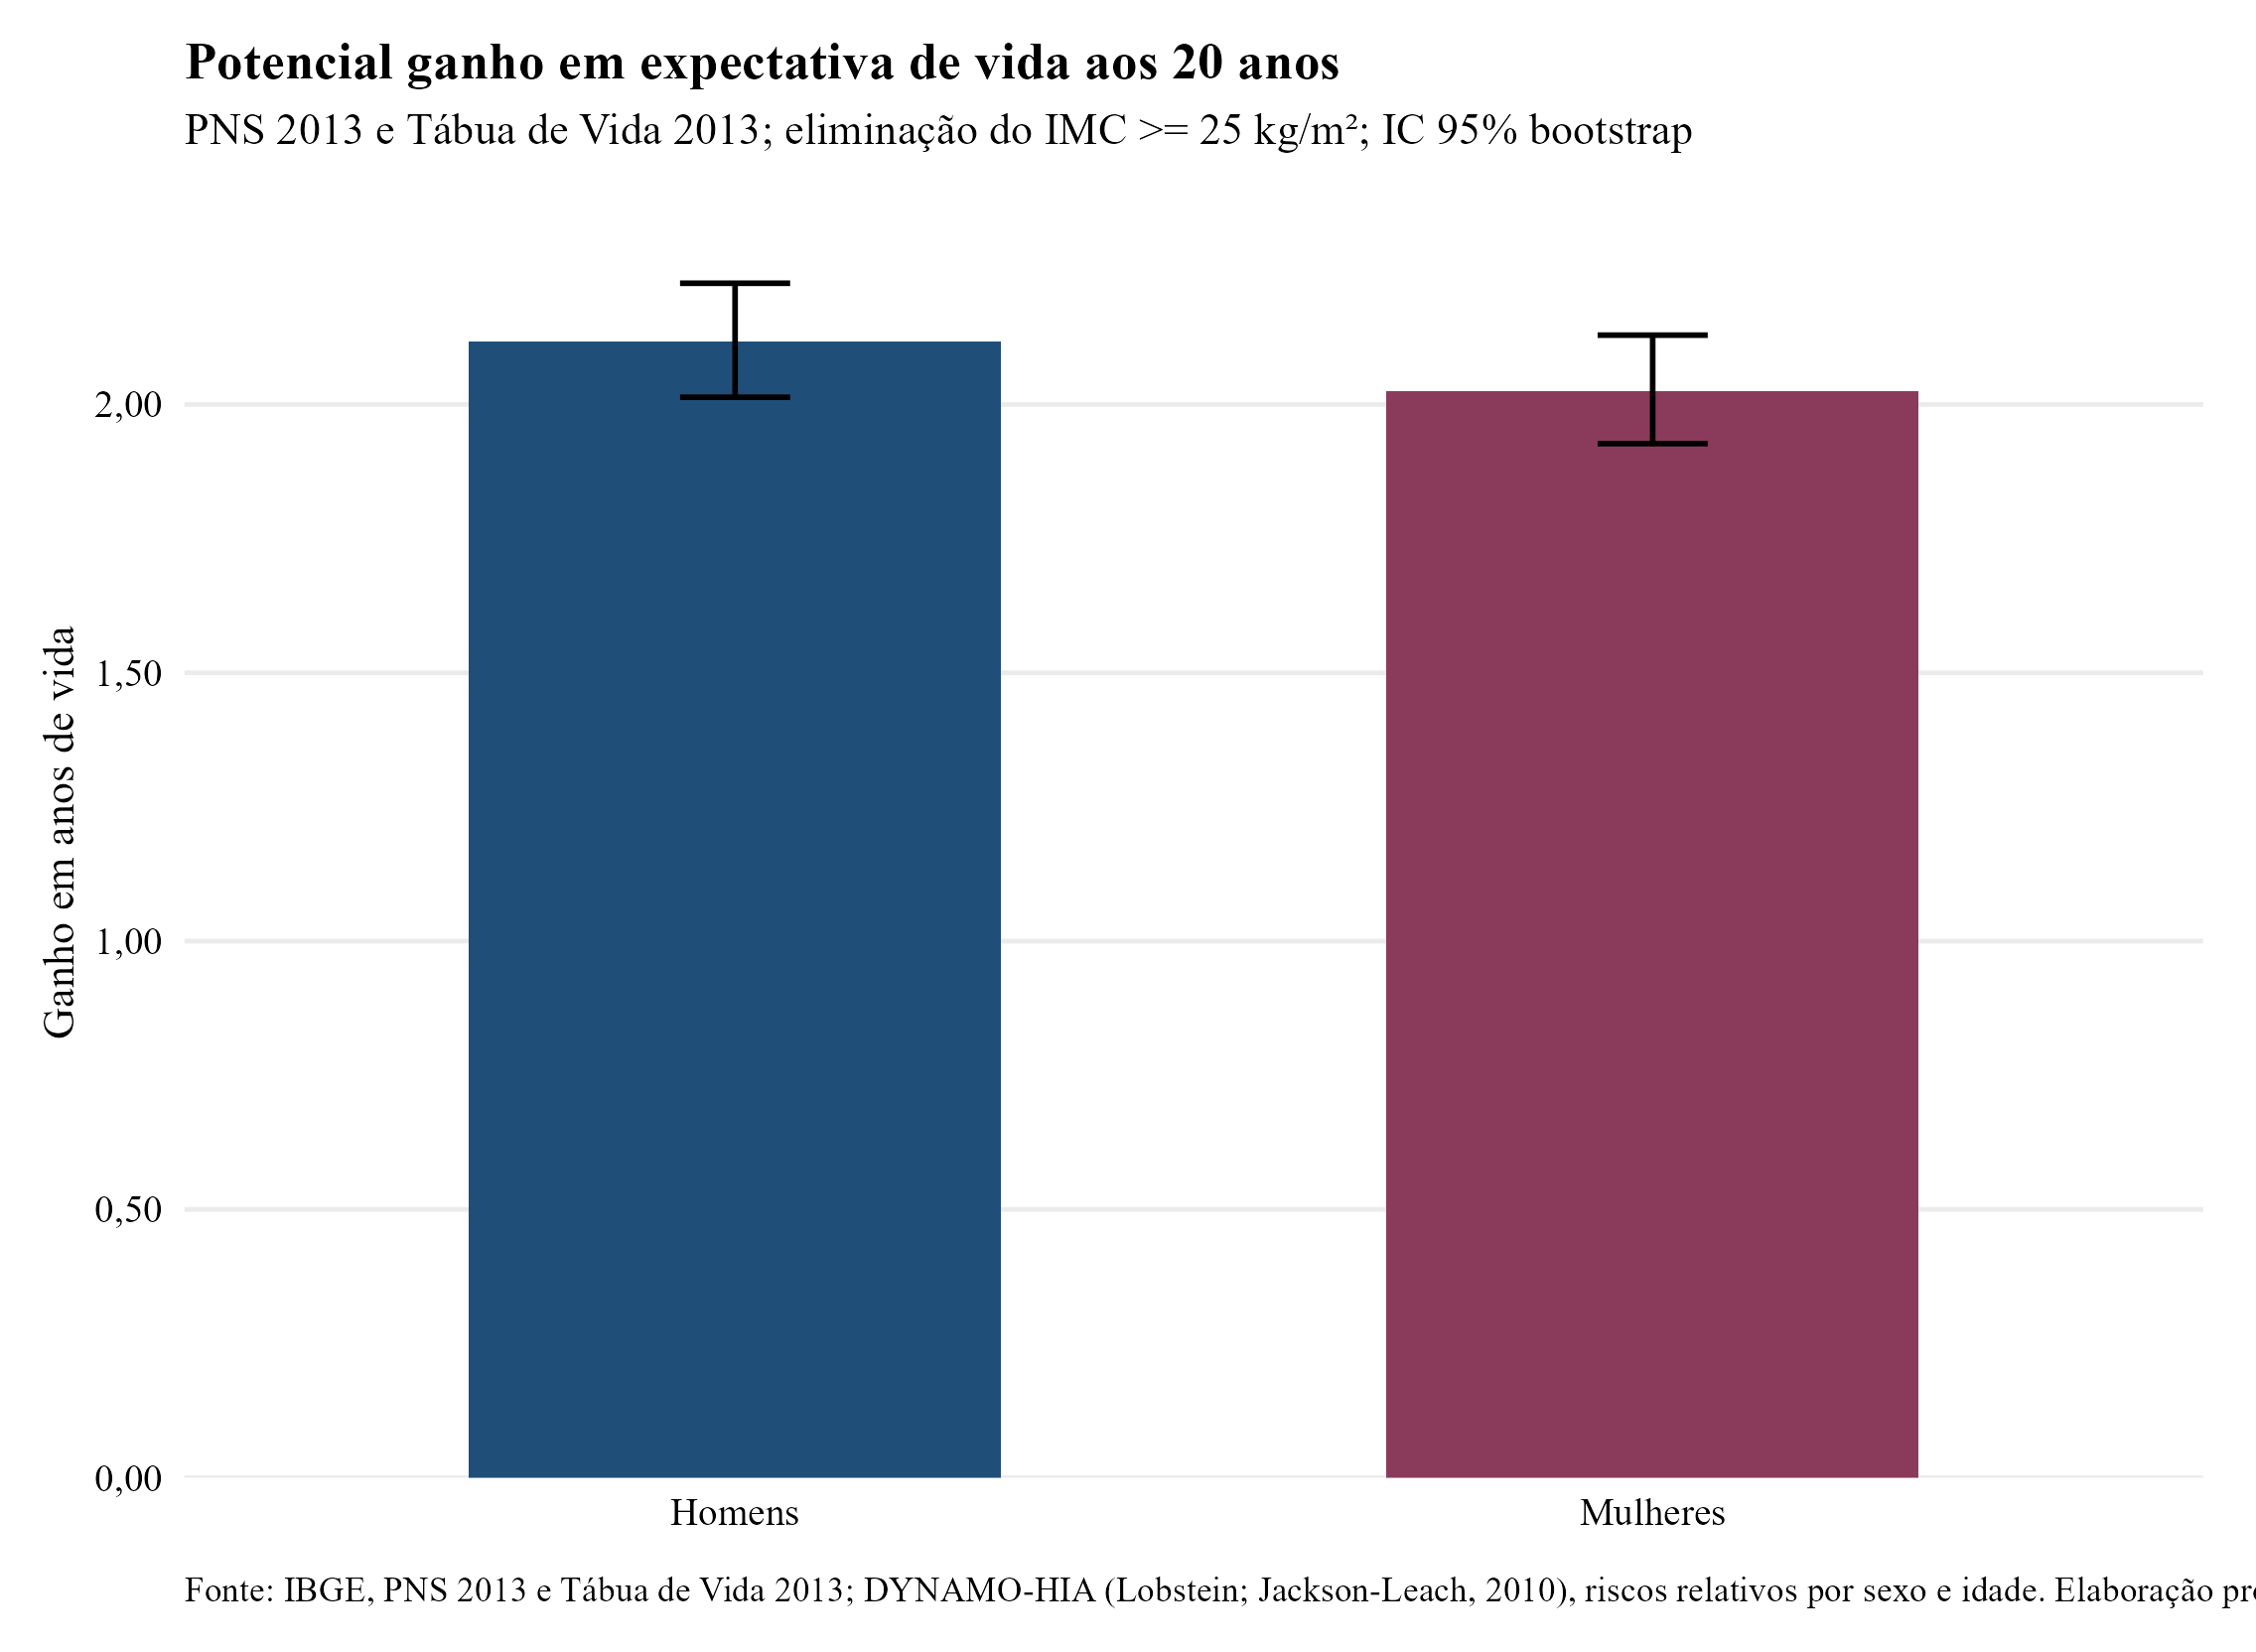 Potencial ganho em expectativa de vida aos 20 anos
PNS 2013 e Tábua de Vida 2013; eliminação do IMC >= 25 kg/m²; IC 95% bootstrap
Ganho em anos de vida
2,00
1,50
1,00
0,50
0,00
Homens Mulheres
Fonte: IBGE, PNS 2013 e Tábua de Vida 2013; DYNAMO-HIA (Lobstein; Jackson-Leach, 2010), riscos relativos por sexo e idade. Elaboração